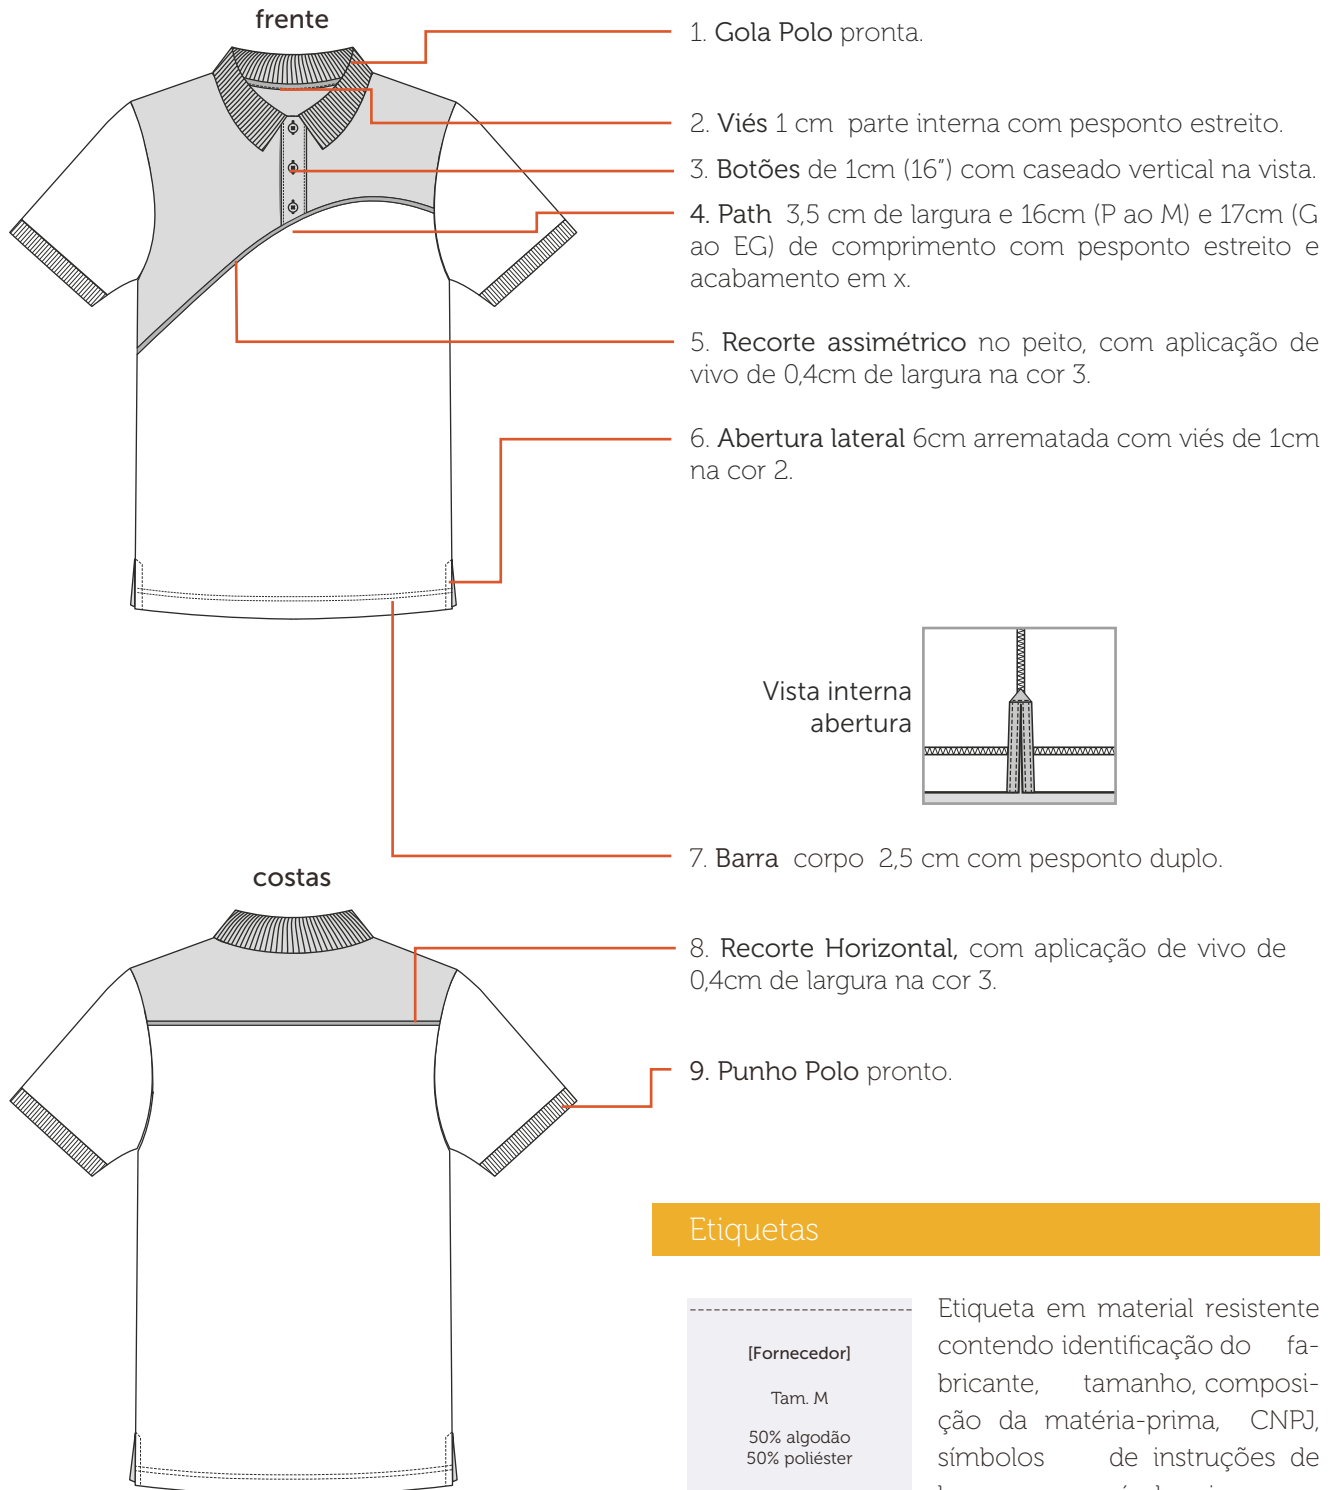 frente
1. Gola Polo pronta.
2. Viés 1 cm parte interna com pesponto estreito.
3. Botões de 1cm (16”) com caseado vertical na vista.
4. Path 3,5 cm de largura e 16cm (P ao M) e 17cm (G
ao EG) de comprimento com pesponto estreito e
acabamento em x.
5. Recorte assimétrico no peito, com aplicação de
vivo de 0,4cm de largura na cor 3.
6. Abertura lateral 6cm arrematada com viés de 1cm
na cor 2.
Vista interna
abertura
7. Barra corpo 2,5 cm com pesponto duplo.
costas
8. Recorte Horizontal, com aplicação de vivo de
0,4cm de largura na cor 3.
9. Punho Polo pronto.
Etiquetas
[Fornecedor]
Tam. M
50% algodão
50% poliéster
Etiqueta em material resistente
contendo identificação do fa-
bricante, tamanho, composi-
ção da matéria-prima, CNPJ,
símbolos de instruções de